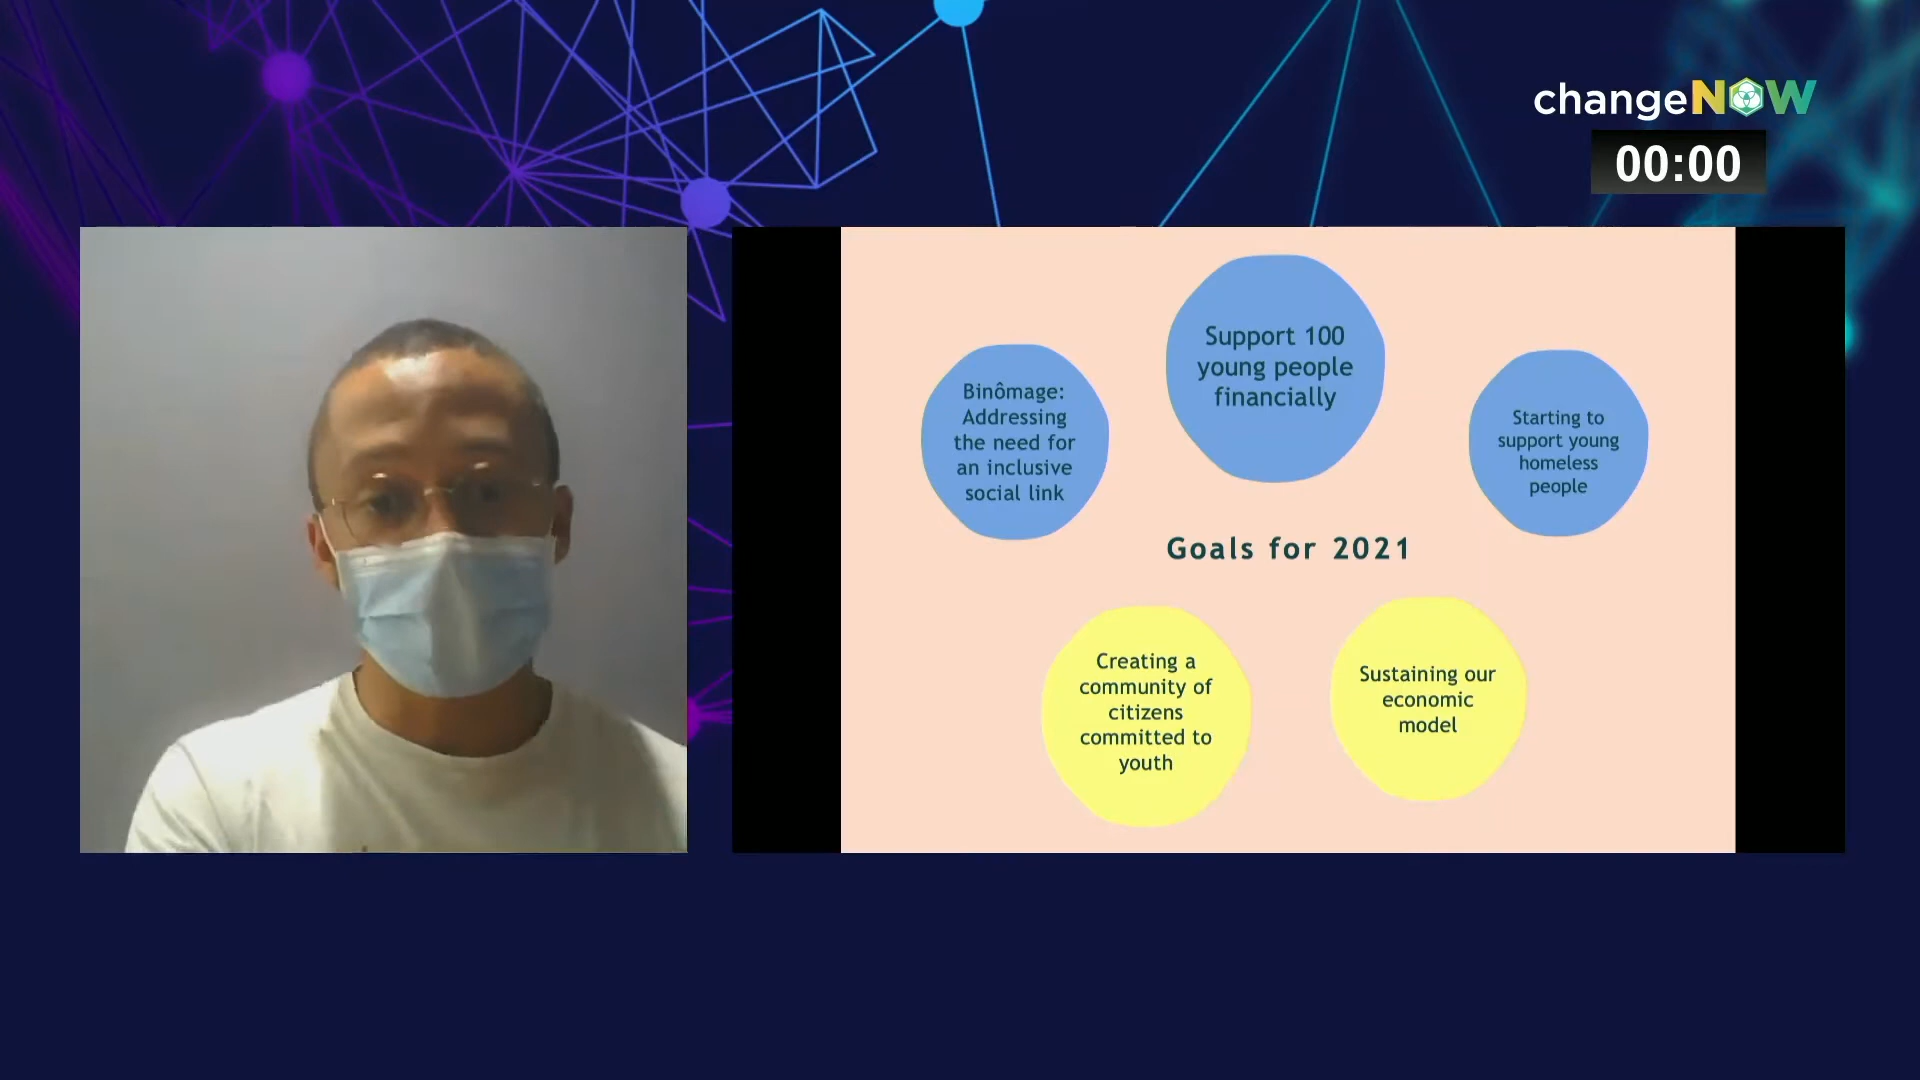 changeNOW
00:00
Support 100
young people
financially
Binômage:
Addressing
the need for
an inclusive
social link
Starting to
support young
homeless
people
Goals for 2021
Creating a
community of
citizens
committed to
youth
Sustaining our
economic
model